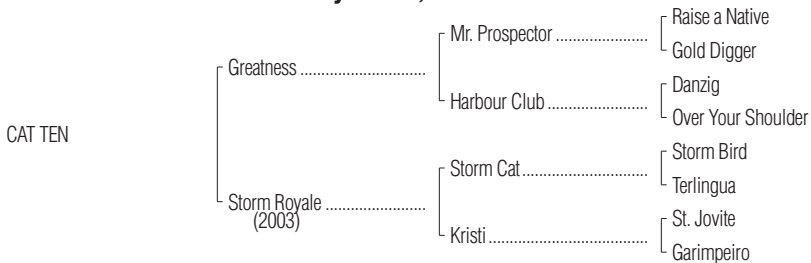 Raise a Native
Mr. Prospector
Gold Digger
Greatness
Danzig
Harbour Club
Over Your Shoulder
CAT TEN
Storm Bird
Storm Cat
Terlingua
Storm Royale
(2003)
St. Jovite
Kristi
Garimpeiro